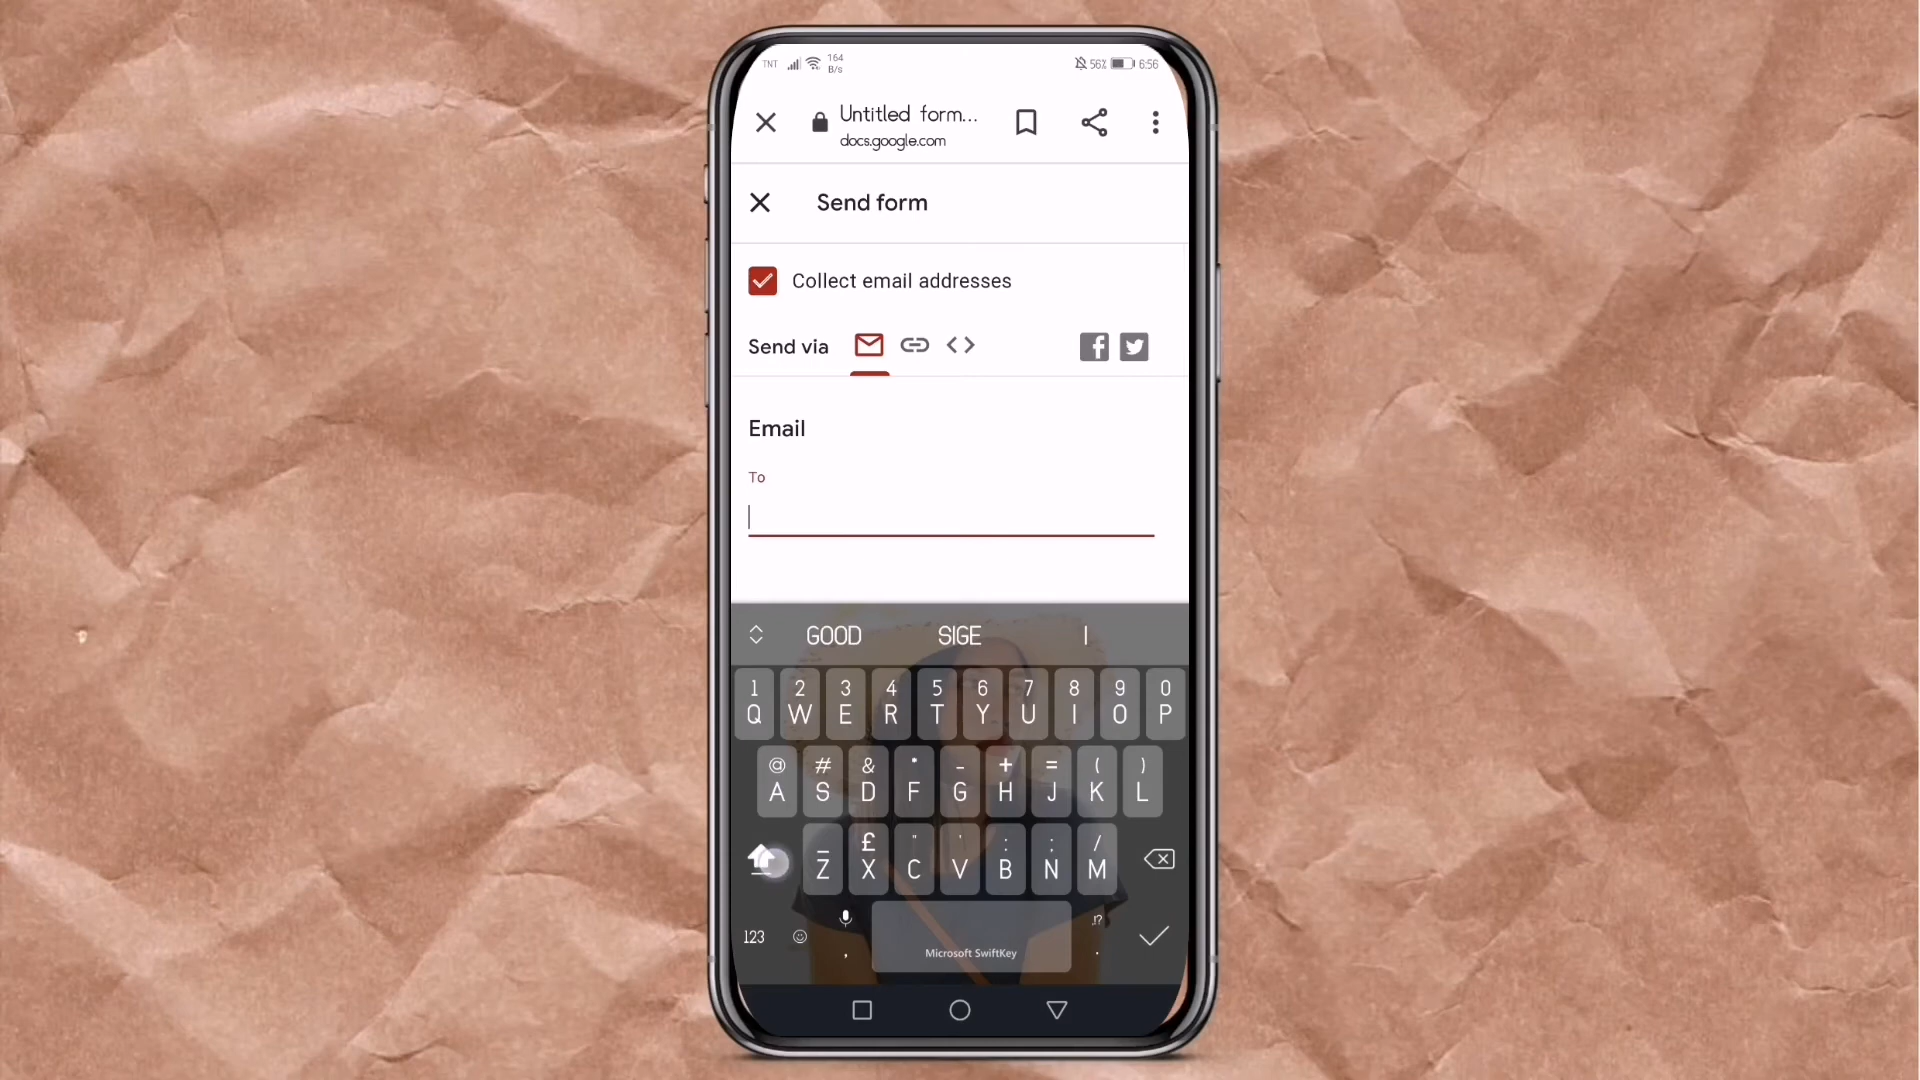 TNT 164 B/s 56% 6:56
Untitled form...
docs.google.com
Send form
Collect email addresses
Send via
Email
To
GOOD SIGE I
1 2 3 4 5 6 7 8 9 0
Q W E R T Y U I O P
@ # & * - + = ( )
A S D F G H J K L
_ £ " ' : ; /
Z X C V B N M
123 , .!?
Microsoft SwiftKey .